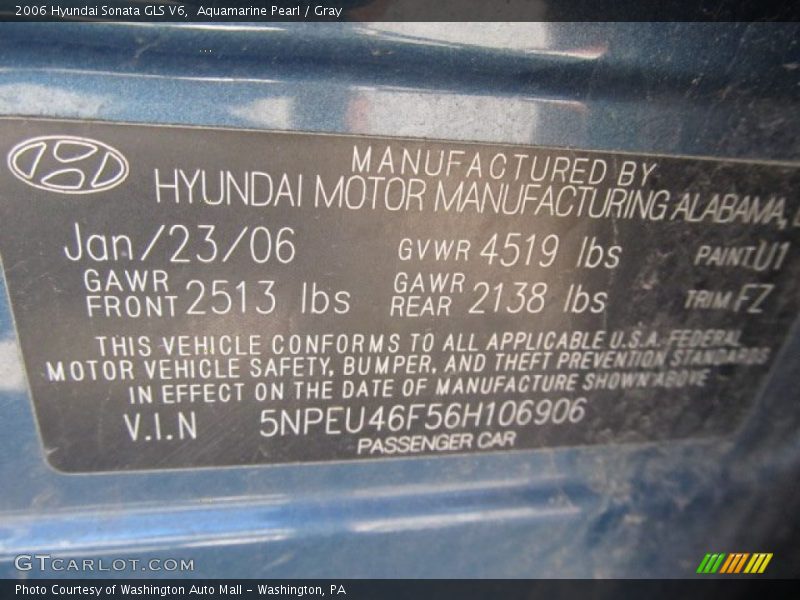 2006 Hyundai Sonata GLS V6, Aquamarine Pearl / Gray
MANUFACTURED BY
HYUNDAI MOTOR MANUFACTURING ALABAMA,
Jan/23/06 GVWR 4519 lbs PAINT U1
GAWR FRONT 2513 lbs GAWR REAR 2138 lbs TRIM FZ
THIS VEHICLE CONFORMS TO ALL APPLICABLE U.S.A. FEDERAL
MOTOR VEHICLE SAFETY, BUMPER, AND THEFT PREVENTION STANDARDS
IN EFFECT ON THE DATE OF MANUFACTURE SHOWN ABOVE
V.I.N 5NPEU46F56H106906
PASSENGER CAR
GTCARLOT.COM
Photo Courtesy of Washington Auto Mall - Washington, PA